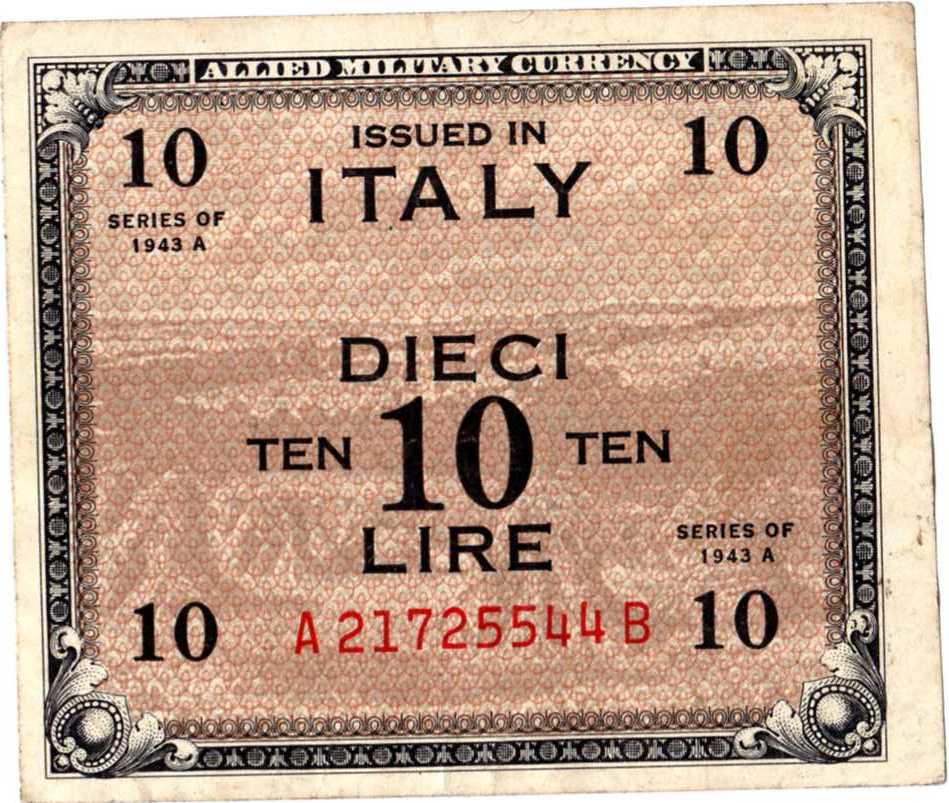 ALLIED MILITARY CURRENCY
10 ISSUED IN 10
ITALY
SERIES OF
1943 A
DIECI
TEN 10 TEN
LIRE
SERIES OF
1943 A
10 A21725544B 10